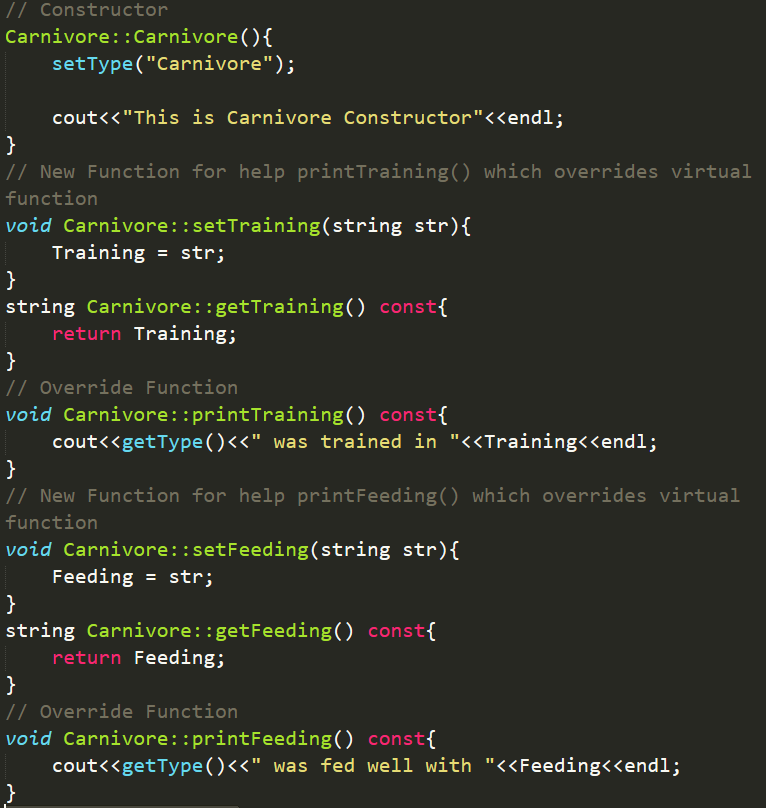 // Constructor
Carnivore::Carnivore(){
    setType("Carnivore");

    cout<<"This is Carnivore Constructor"<<endl;
}
// New Function for help printTraining() which overrides virtual
function
void Carnivore::setTraining(string str){
    Training = str;
}
string Carnivore::getTraining() const{
    return Training;
}
// Override Function
void Carnivore::printTraining() const{
    cout<<getType()<<" was trained in "<<Training<<endl;
}
// New Function for help printFeeding() which overrides virtual
function
void Carnivore::setFeeding(string str){
    Feeding = str;
}
string Carnivore::getFeeding() const{
    return Feeding;
}
// Override Function
void Carnivore::printFeeding() const{
    cout<<getType()<<" was fed well with "<<Feeding<<endl;
}